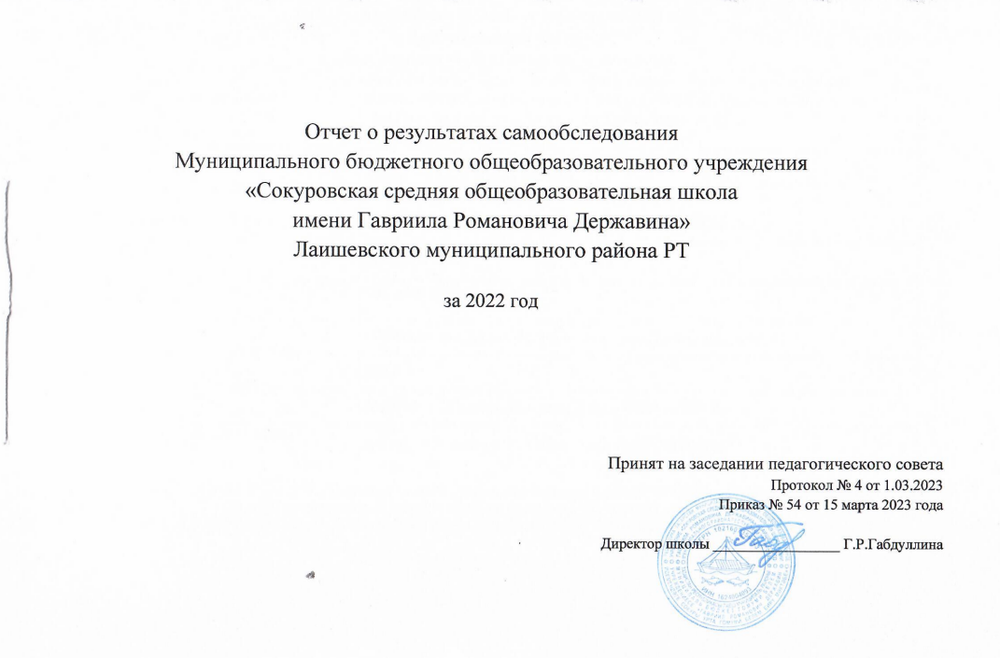 Отчет о результатах самообследования
Муниципального бюджетного общеобразовательного учреждения
«Сокуровская средняя общеобразовательная школа
имени Гавриила Романовича Державина»
Лаишевского муниципального района РТ
за 2022 год
Принят на заседании педагогического совета
Протокол № 4 от 1.03.2023
Приказ № 54 от 15 марта 2023 года
Директор школы Г.Р.Габдуллина